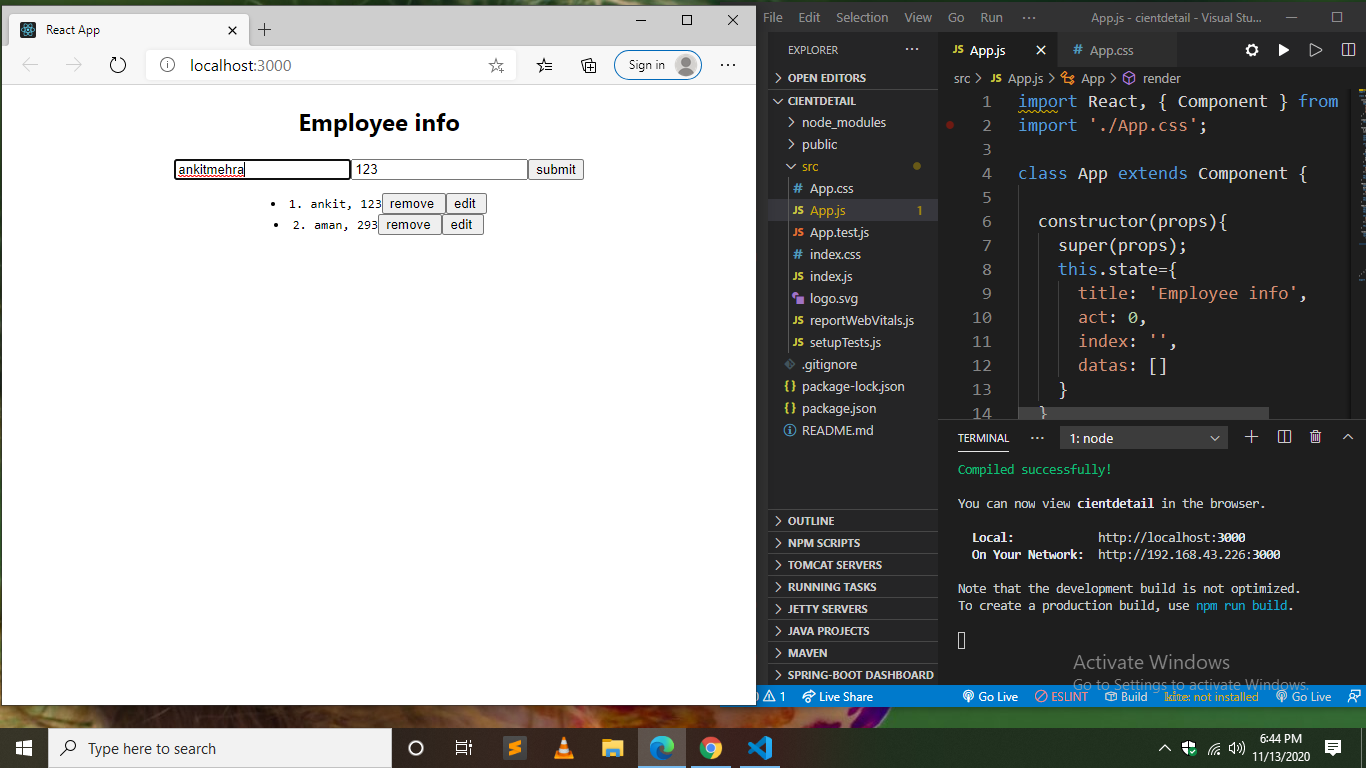 React App
localhost:3000
Sign in
Employee info
ankitmehra 123 submit
1. ankit, 123 remove edit
2. aman, 293 remove edit
File Edit Selection View Go Run ··· App.js - cientdetail - Visual Stu...
EXPLORER ···
OPEN EDITORS
CIENTDETAIL
node_modules
public
src
# App.css
JS App.js 1
JS App.test.js
# index.css
JS index.js
logo.svg
JS reportWebVitals.js
JS setupTests.js
.gitignore
{} package-lock.json
{} package.json
README.md
OUTLINE
NPM SCRIPTS
TOMCAT SERVERS
RUNNING TASKS
JETTY SERVERS
JAVA PROJECTS
MAVEN
SPRING-BOOT DASHBOARD
JS App.js # App.css
src > JS App.js > App > render
1 import React, { Component } from
2 import './App.css';
3
4 class App extends Component {
5
6 constructor(props){
7 super(props);
8 this.state={
9 title: 'Employee info',
10 act: 0,
11 index: '',
12 datas: []
13 }
14 }
TERMINAL ··· 1: node
Compiled successfully!
You can now view cientdetail in the browser.
Local: http://localhost:3000
On Your Network: http://192.168.43.226:3000
Note that the development build is not optimized.
To create a production build, use npm run build.
Activate Windows
Go to Settings to activate Windows.
1 Live Share Go Live ESLINT Build kite: not installed Go Live
Type here to search
6:44 PM
11/13/2020